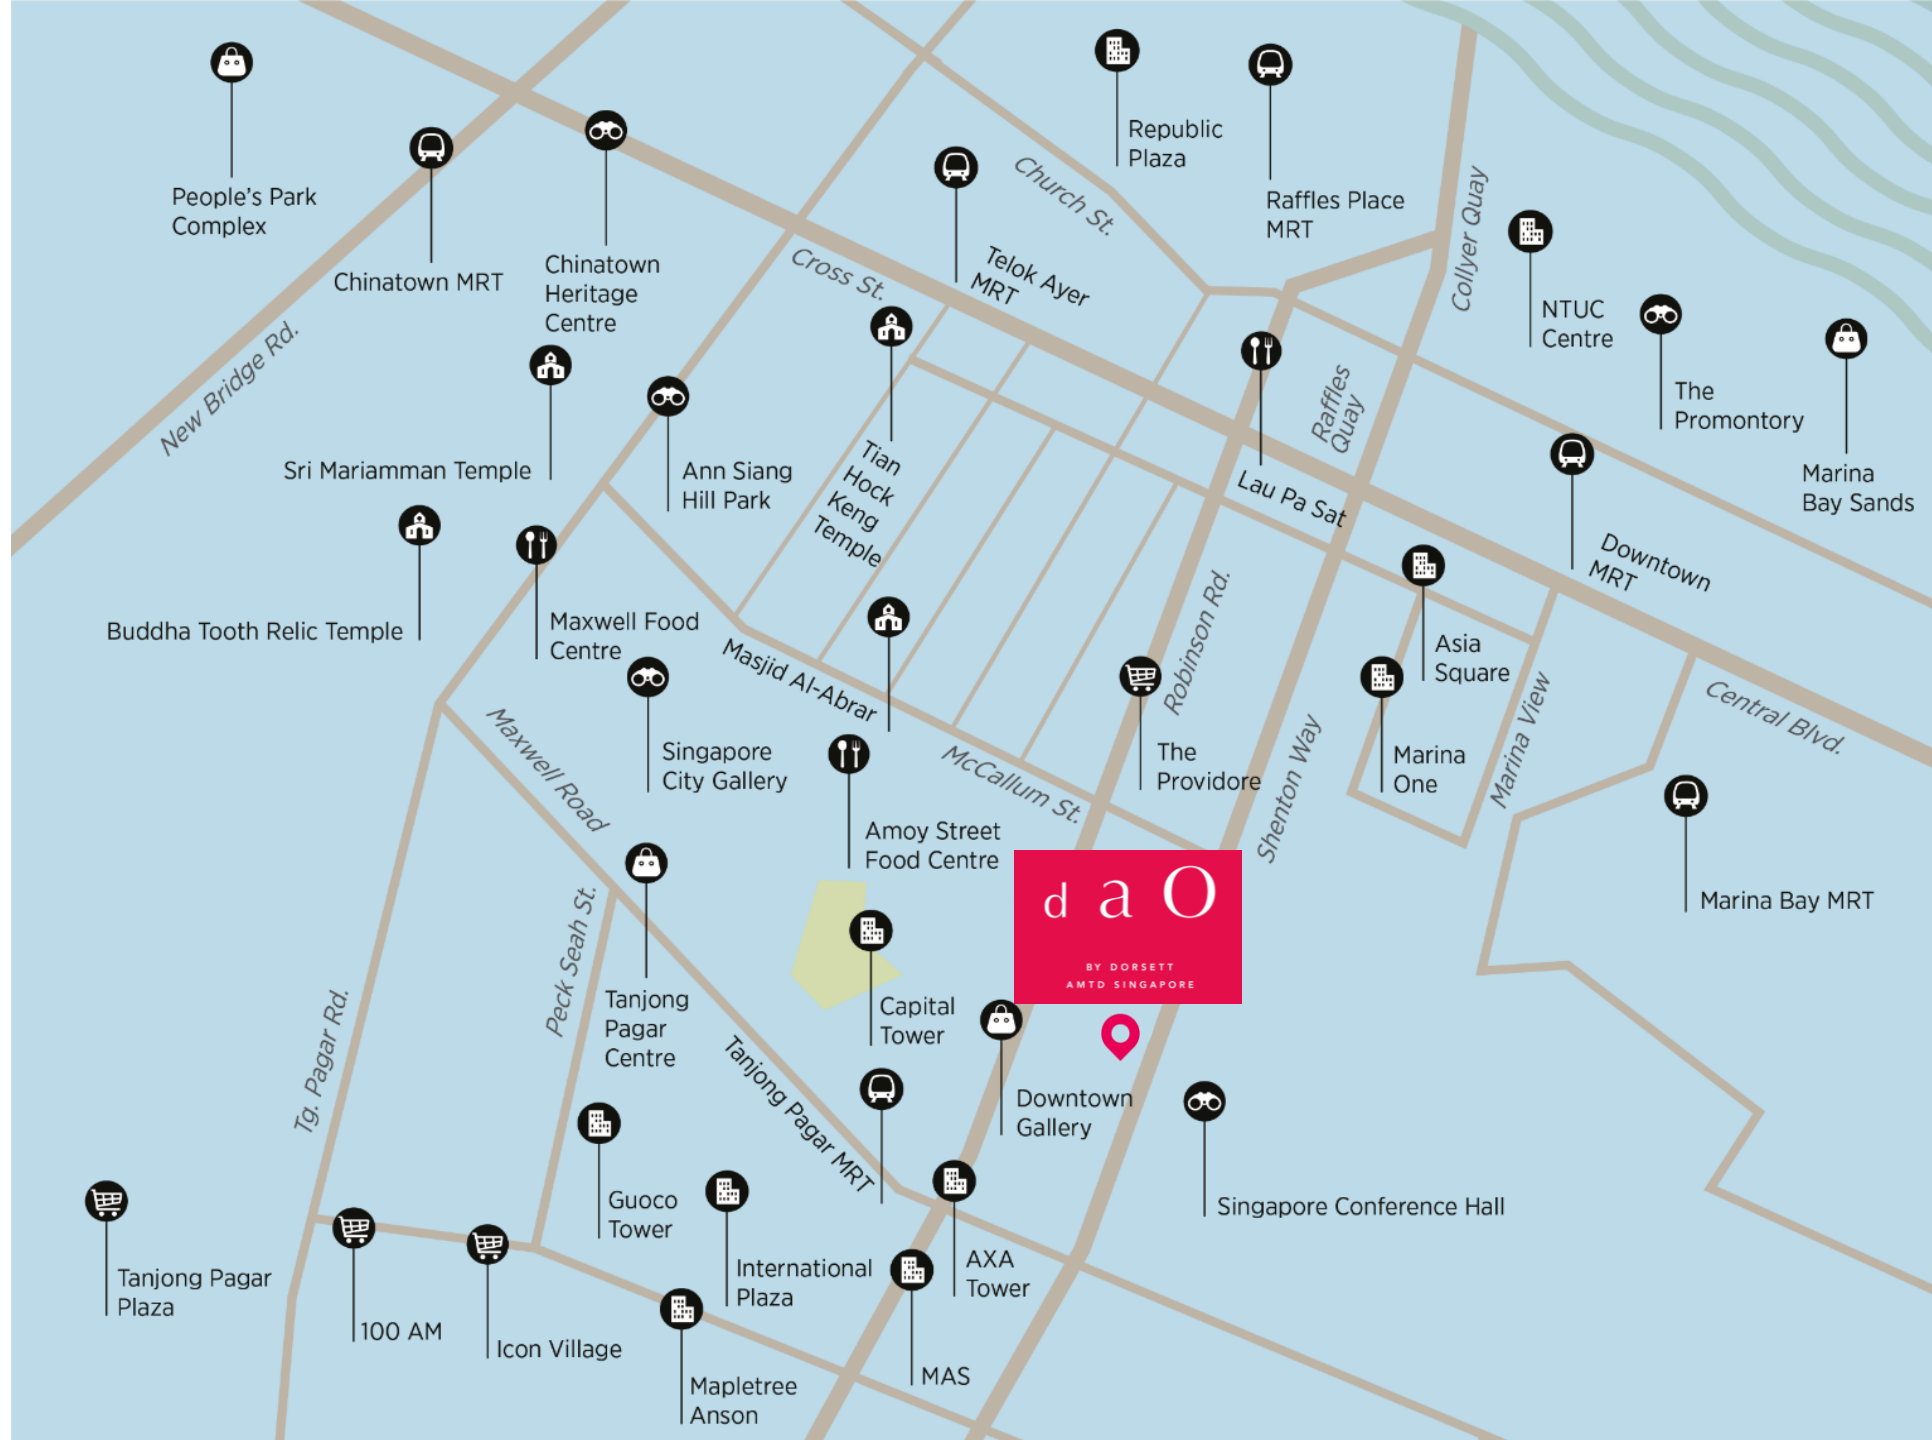 Republic
Plaza
Raffles Place
MRT
Church St.
Collyer Quay
People's Park
Complex
Chinatown MRT
Chinatown
Heritage
Centre
Cross St.
Telok Ayer
MRT
NTUC
Centre
The
Promontory
Marina
Bay Sands
New Bridge Rd.
Raffles
Quay
Sri Mariamman Temple
Ann Siang
Hill Park
Tian
Hock
Keng
Temple
Lau Pa Sat
Downtown
MRT
Buddha Tooth Relic Temple
Maxwell Food
Centre
Masjid Al-Abrar
Robinson Rd.
Asia
Square
Marina
One
Marina View
Central Blvd.
Maxwell Road
Singapore
City Gallery
McCallum St.
The
Providore
Shenton Way
Amoy Street
Food Centre
Marina Bay MRT
d a O
BY DORSETT
AMTD SINGAPORE
Peck Seah St.
Tg. Pagar Rd.
Tanjong
Pagar
Centre
Capital
Tower
Tanjong Pagar MRT
Downtown
Gallery
Guoco
Tower
Singapore Conference Hall
International
Plaza
AXA
Tower
Tanjong Pagar
Plaza
100 AM
Icon Village
MAS
Mapletree
Anson